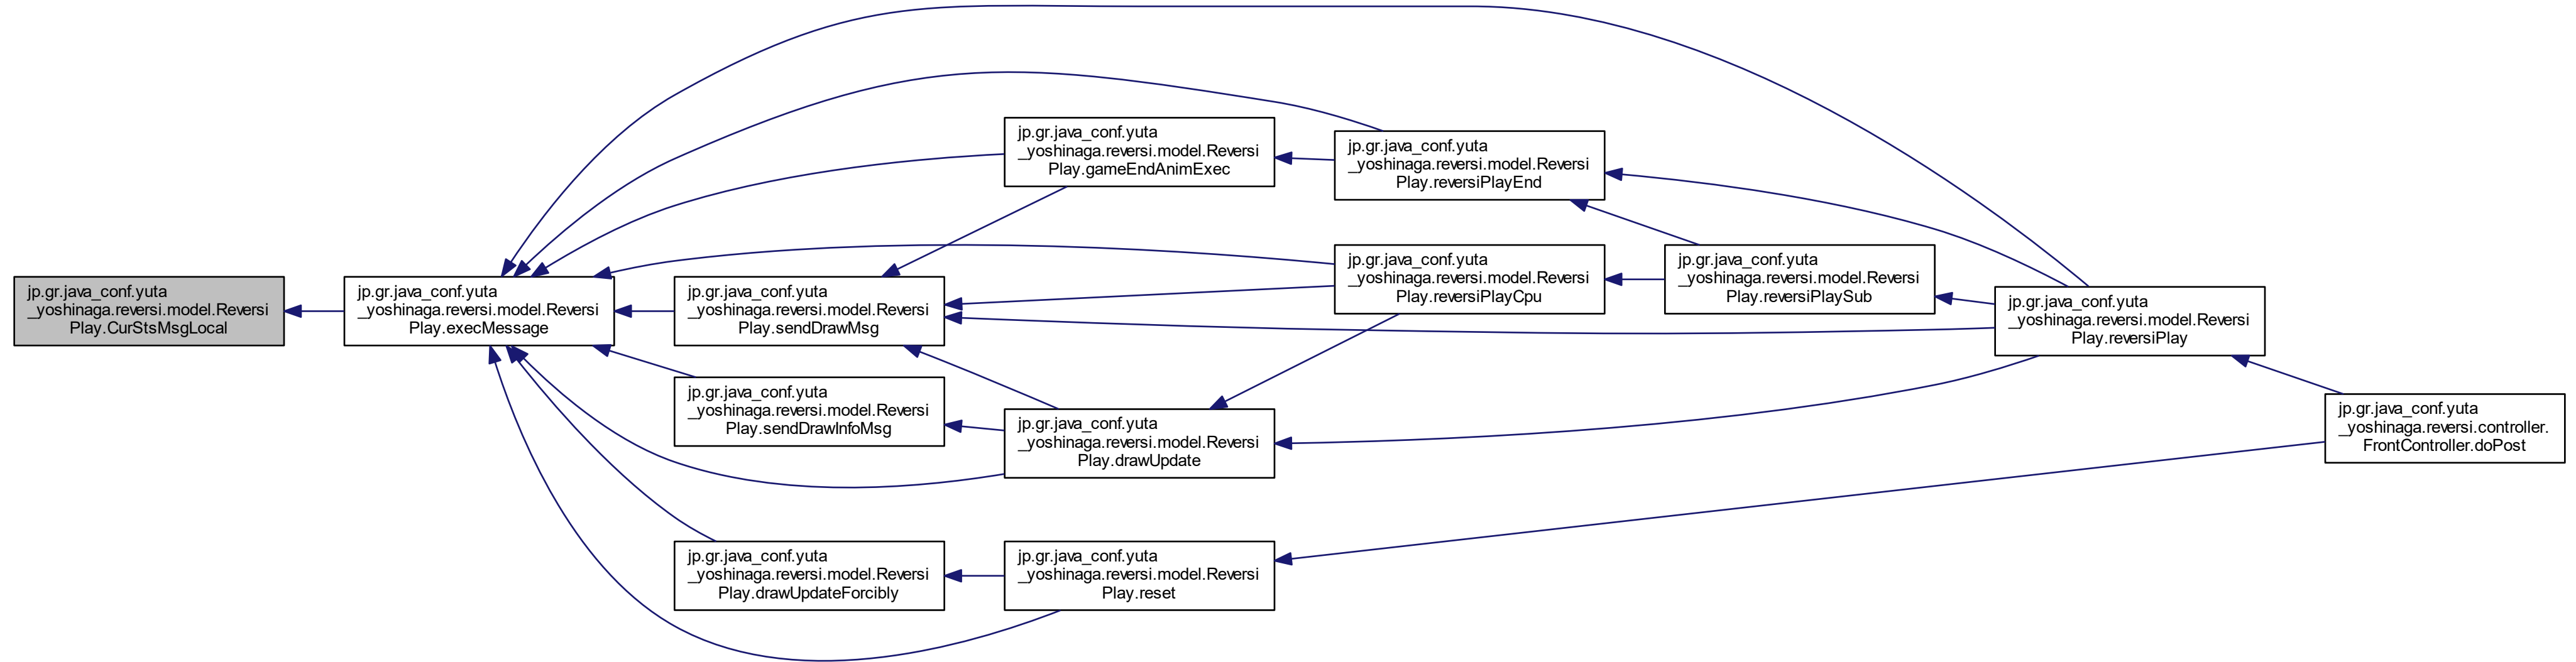 jp.gr.java_conf.yuta
_yoshinaga.reversi.model.Reversi
Play.CurStsMsgLocal
jp.gr.java_conf.yuta
_yoshinaga.reversi.model.Reversi
Play.execMessage
jp.gr.java_conf.yuta
_yoshinaga.reversi.model.Reversi
Play.sendDrawMsg
jp.gr.java_conf.yuta
_yoshinaga.reversi.model.Reversi
Play.sendDrawInfoMsg
jp.gr.java_conf.yuta
_yoshinaga.reversi.model.Reversi
Play.drawUpdateForcibly
jp.gr.java_conf.yuta
_yoshinaga.reversi.model.Reversi
Play.gameEndAnimExec
jp.gr.java_conf.yuta
_yoshinaga.reversi.model.Reversi
Play.drawUpdate
jp.gr.java_conf.yuta
_yoshinaga.reversi.model.Reversi
Play.reset
jp.gr.java_conf.yuta
_yoshinaga.reversi.model.Reversi
Play.reversiPlayEnd
jp.gr.java_conf.yuta
_yoshinaga.reversi.model.Reversi
Play.reversiPlayCpu
jp.gr.java_conf.yuta
_yoshinaga.reversi.model.Reversi
Play.reversiPlaySub
jp.gr.java_conf.yuta
_yoshinaga.reversi.model.Reversi
Play.reversiPlay
jp.gr.java_conf.yuta
_yoshinaga.reversi.controller.
FrontController.doPost